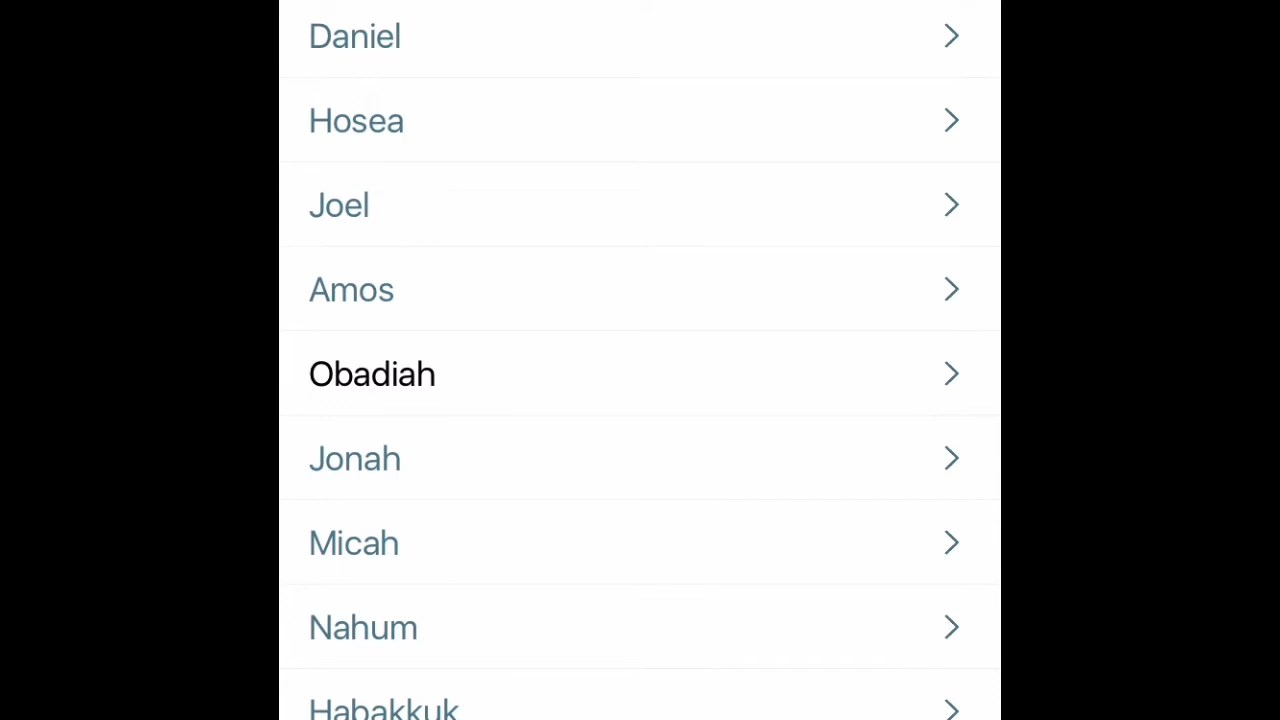 Daniel
Hosea
Joel
Amos
Obadiah
Jonah
Micah
Nahum
Habakkuk